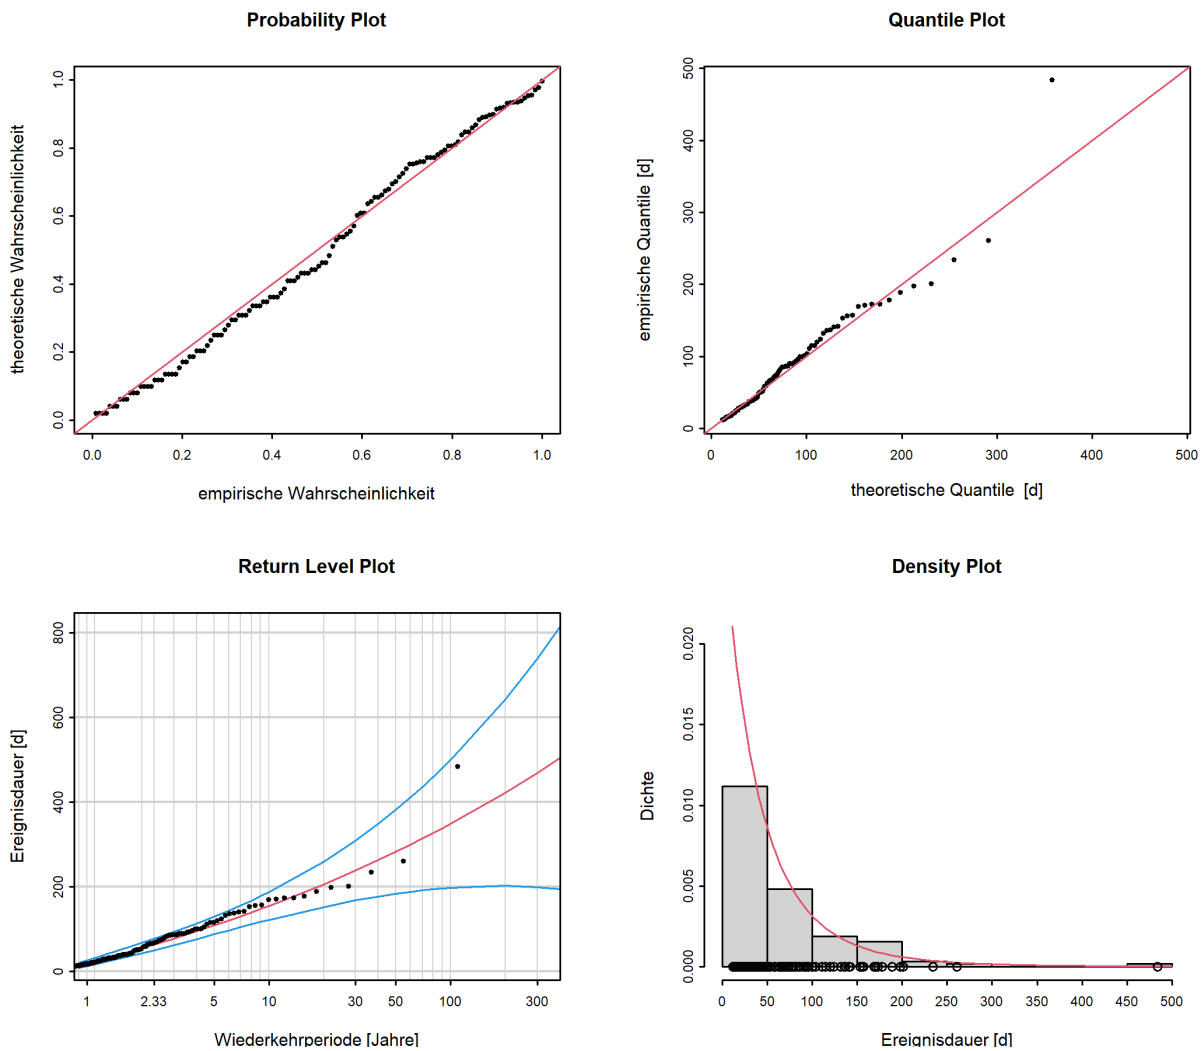 Probability Plot
theoretische Wahrscheinlichkeit
0.0 0.2 0.4 0.6 0.8 1.0
0.0 0.2 0.4 0.6 0.8 1.0
empirische Wahrscheinlichkeit
Quantile Plot
empirische Quantile [d]
0 100 200 300 400 500
0 100 200 300 400 500
theoretische Quantile [d]
Return Level Plot
Ereignisdauer [d]
0 200 400 600 800
1 2.33 5 10 30 50 100 300
Wiederkehrperiode [Jahre]
Density Plot
Dichte
0.000 0.005 0.010 0.015 0.020
0 50 100 150 200 250 300 350 400 450 500
Ereignisdauer [d]